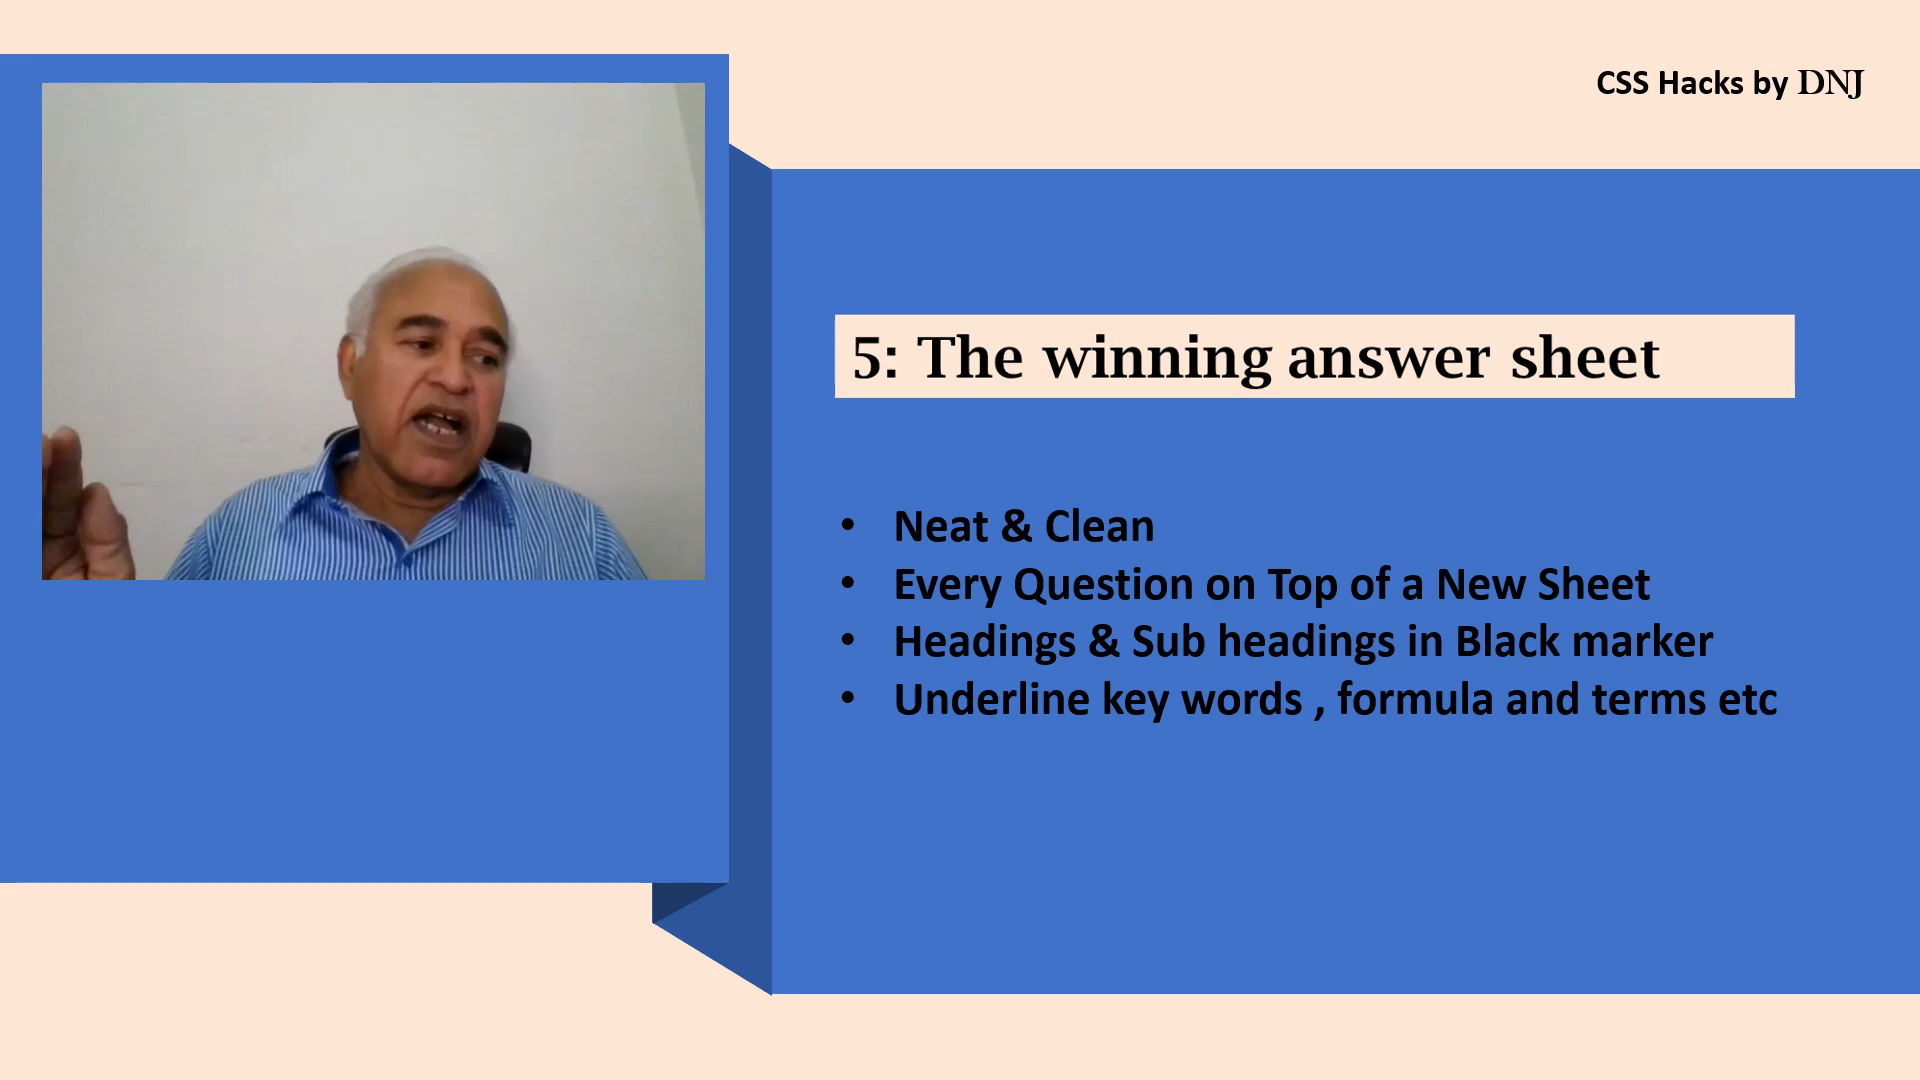 CSS Hacks by DNJ
5: The winning answer sheet
• Neat & Clean
• Every Question on Top of a New Sheet
• Headings & Sub headings in Black marker
• Underline key words , formula and terms etc